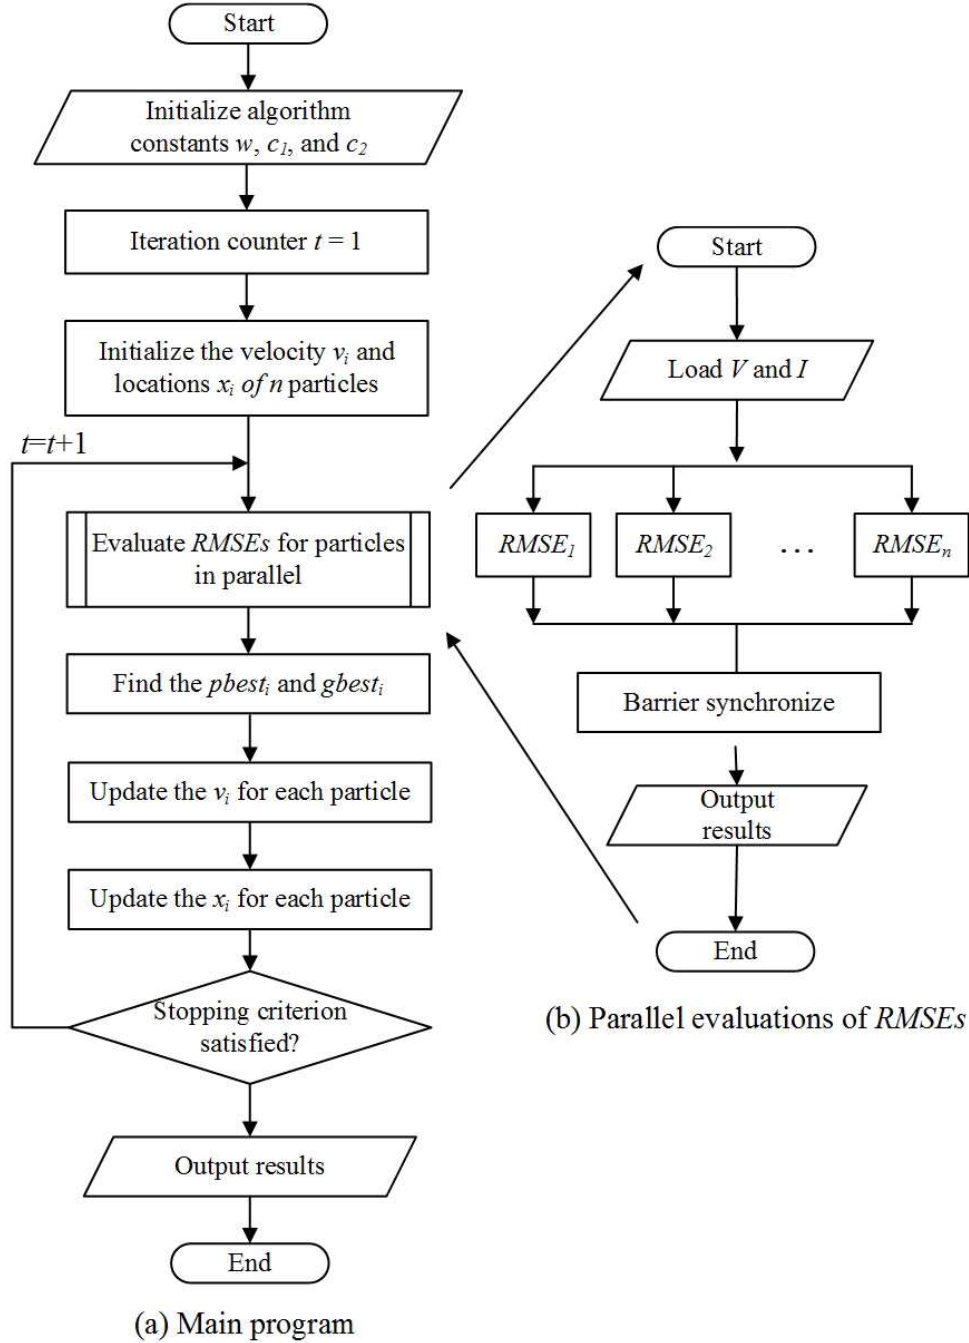 Start
Initialize algorithm
constants w, c1, and c2
Iteration counter t = 1
Initialize the velocity vi and
locations xi of n particles
t=t+1
Evaluate RMSEs for particles
in parallel
Find the pbesti and gbesti
Update the vi for each particle
Update the xi for each particle
Stopping criterion
satisfied?
Output results
End
(a) Main program
Start
Load V and I
RMSE1 RMSE2 ... RMSEn
Barrier synchronize
Output
results
End
(b) Parallel evaluations of RMSEs